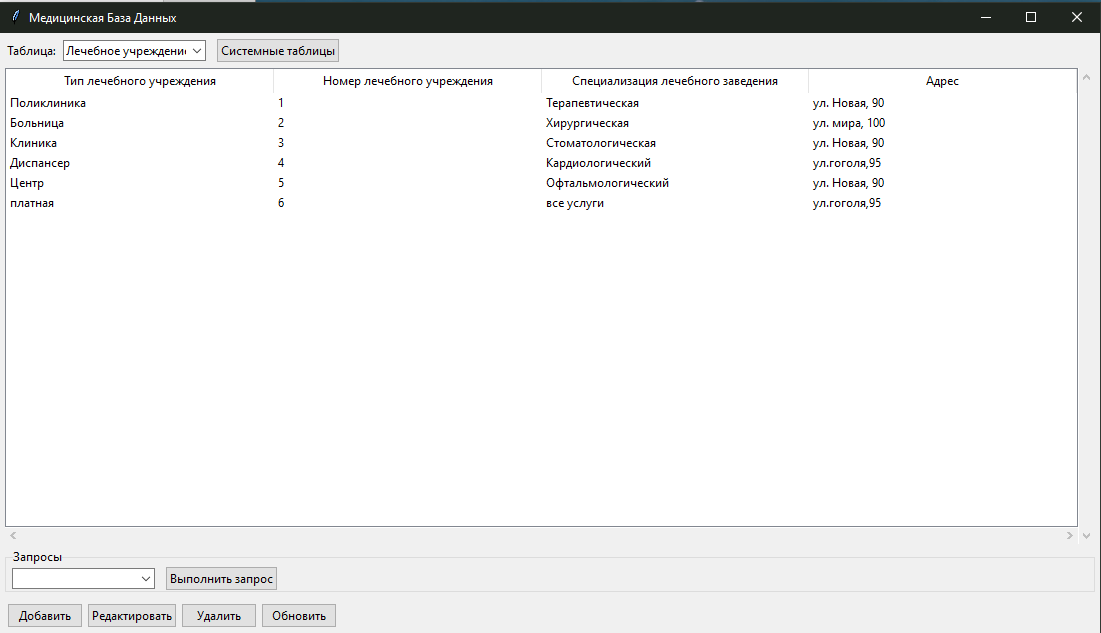 Медицинская База Данных
Таблица: Лечебное учреждени Системные таблицы
Тип лечебного учреждения Номер лечебного учреждения Специализация лечебного заведения Адрес
Поликлиника 1 Терапевтическая ул. Новая, 90
Больница 2 Хирургическая ул. мира, 100
Клиника 3 Стоматологическая ул. Новая, 90
Диспансер 4 Кардиологический ул.гоголя,95
Центр 5 Офтальмологический ул. Новая, 90
платная 6 все услуги ул.гоголя,95
Запросы
Выполнить запрос
Добавить Редактировать Удалить Обновить